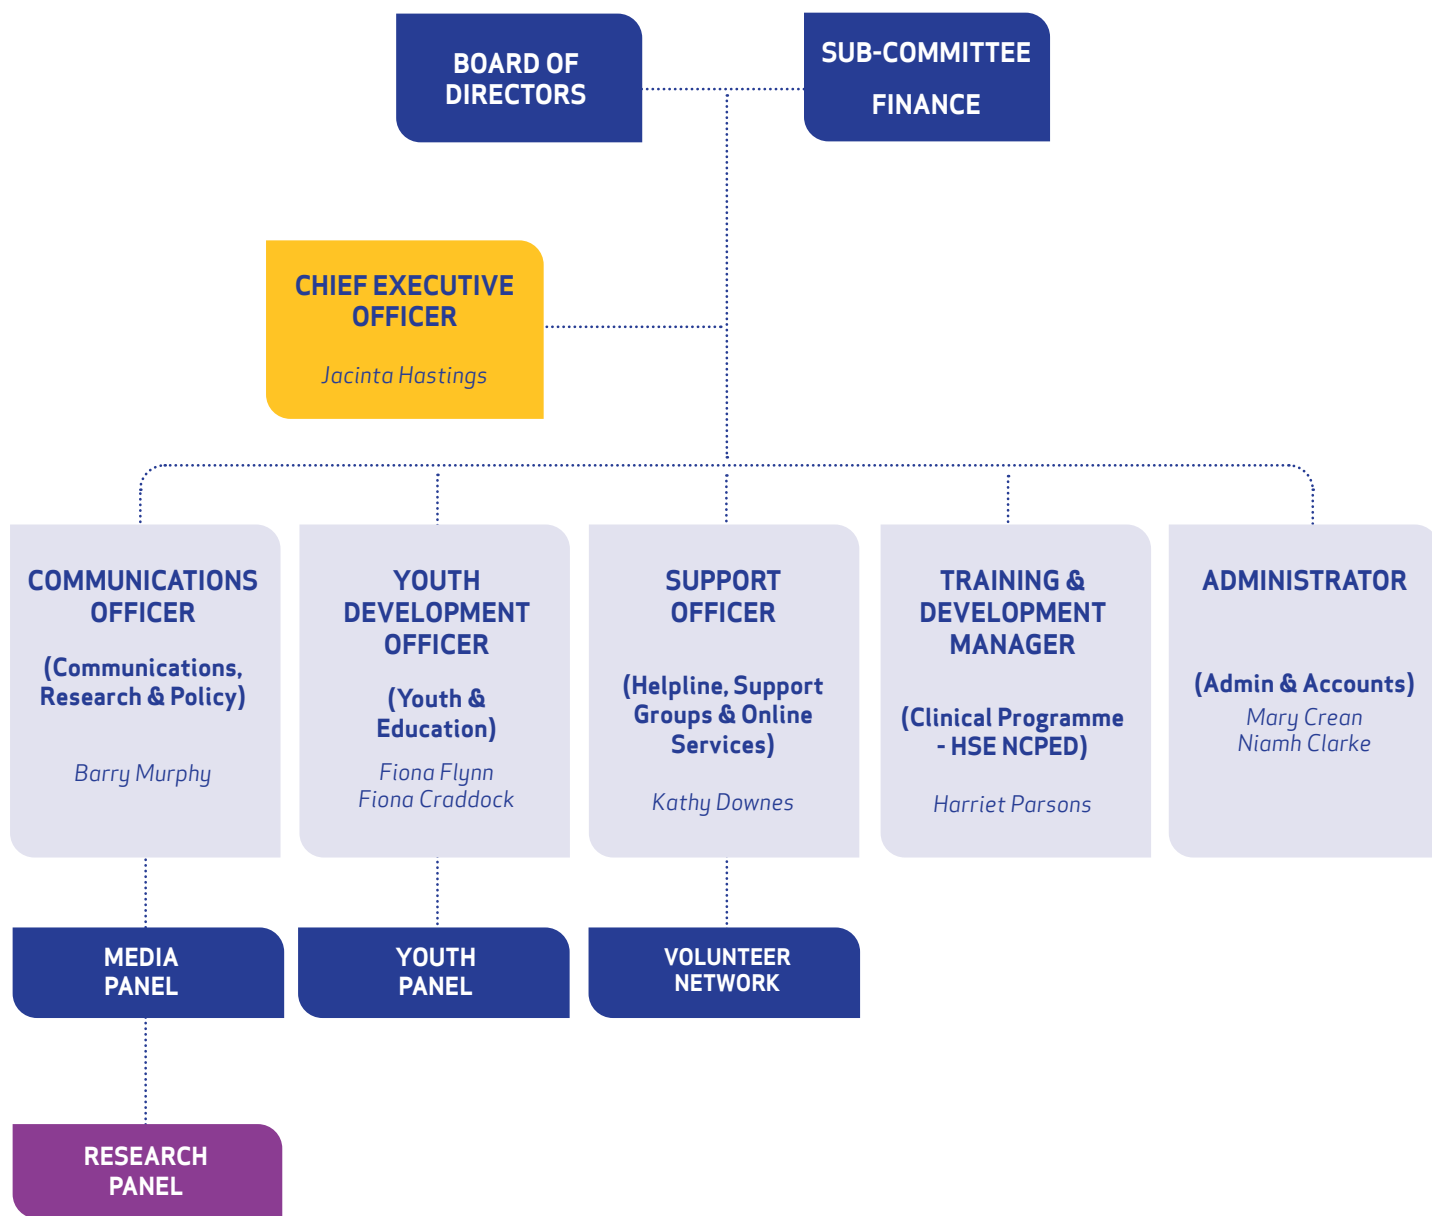 BOARD OF
DIRECTORS
SUB-COMMITTEE
FINANCE
CHIEF EXECUTIVE
OFFICER
Jacinta Hastings
COMMUNICATIONS
OFFICER
(Communications,
Research & Policy)
Barry Murphy
YOUTH
DEVELOPMENT
OFFICER
(Youth &
Education)
Fiona Flynn
Fiona Craddock
SUPPORT
OFFICER
(Helpline, Support
Groups & Online
Services)
Kathy Downes
TRAINING &
DEVELOPMENT
MANAGER
(Clinical Programme
- HSE NCPED)
Harriet Parsons
ADMINISTRATOR
(Admin & Accounts)
Mary Crean
Niamh Clarke
MEDIA
PANEL
YOUTH
PANEL
VOLUNTEER
NETWORK
RESEARCH
PANEL